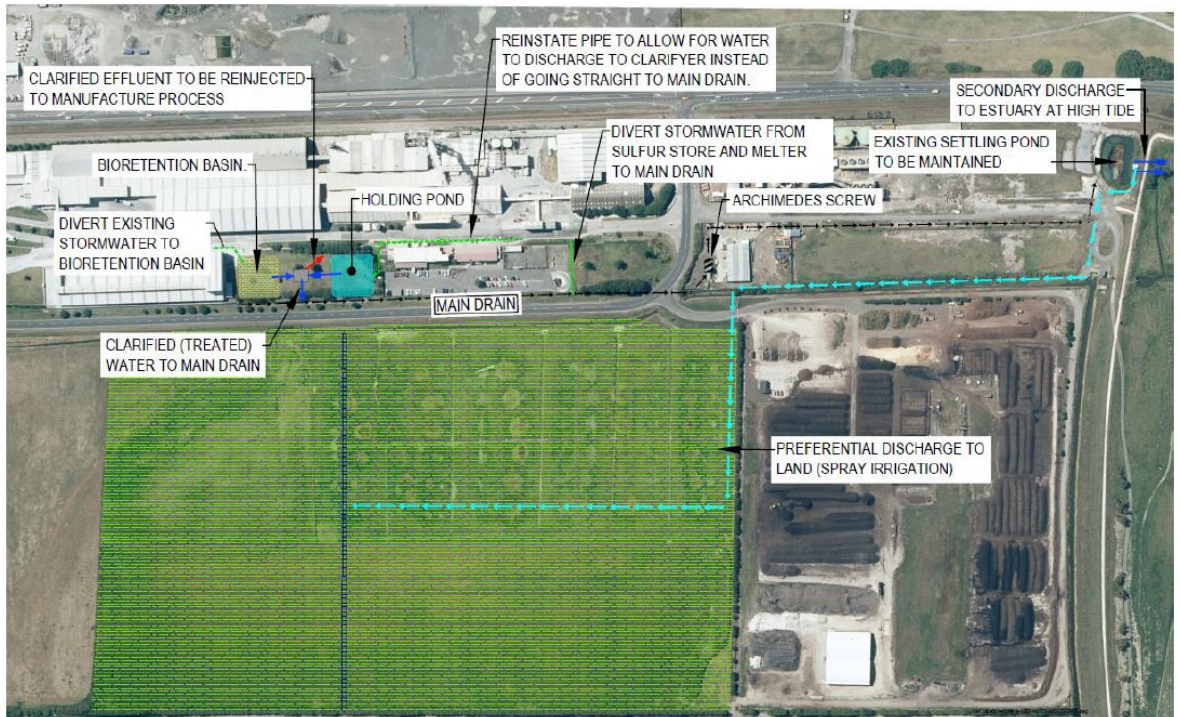 REINSTATE PIPE TO ALLOW FOR WATER
TO DISCHARGE TO CLARIFYER INSTEAD
OF GOING STRAIGHT TO MAIN DRAIN.
CLARIFIED EFFLUENT TO BE REINJECTED
TO MANUFACTURE PROCESS
SECONDARY DISCHARGE
TO ESTUARY AT HIGH TIDE
DIVERT STORMWATER FROM
SULFUR STORE AND MELTER
TO MAIN DRAIN
EXISTING SETTLING POND
TO BE MAINTAINED
BIORETENTION BASIN.
HOLDING POND
ARCHIMEDES SCREW
DIVERT EXISTING
STORMWATER TO
BIORETENTION BASIN
MAIN DRAIN
CLARIFIED (TREATED)
WATER TO MAIN DRAIN
PREFERENTIAL DISCHARGE TO
LAND (SPRAY IRRIGATION)